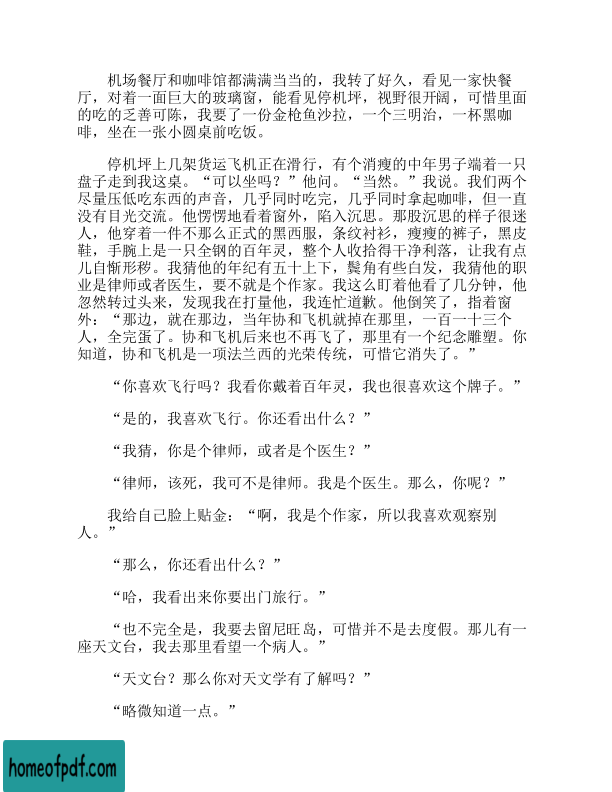 机场餐厅和咖啡馆都满满当当的，我转了好久，看见一家快餐
厅，对着一面巨大的玻璃窗，能看见停机坪，视野很开阔，可惜里面
的吃的乏善可陈，我要了一份金枪鱼沙拉，一个三明治，一杯黑咖
啡，坐在一张小圆桌前吃饭。
停机坪上几架货运飞机正在滑行，有个消瘦的中年男子端着一只
盘子走到我这桌。“可以坐吗？”他问。“当然。”我说。我们两个
尽量压低吃东西的声音，几乎同时吃完，几乎同时拿起咖啡，但一直
没有目光交流。他愣愣地看着窗外，陷入沉思。那股沉思的样子很迷
人，他穿着一件不那么正式的黑西服，条纹衬衫，瘦瘦的裤子，黑皮
鞋，手腕上是一只全钢的百年灵，整个人收拾得干净利落，让我有点
儿自惭形秽。我猜他的年纪有五十上下，鬓角有些白发，我猜他的职
业是律师或者医生，要不就是个作家。我这么盯着他看了几分钟，他
忽然转过头来，发现我在打量他，我连忙道歉。他倒笑了，指着窗
外：“那边，就在那边，当年协和飞机就掉在那里，一百一十三个
人，全完蛋了。协和飞机后来也不再飞了，那里有一个纪念雕塑。你
知道，协和飞机是一项法兰西的光荣传统，可惜它消失了。”
“你喜欢飞行吗？我看你戴着百年灵，我也很喜欢这个牌子。”
“是的，我喜欢飞行。你还看出什么？”
“我猜，你是个律师，或者是个医生？”
“律师，该死，我可不是律师。我是个医生。那么，你呢？”
我给自己脸上贴金：“啊，我是个作家，所以我喜欢观察别
人。”
“那么，你还看出什么？”
“哈，我看出来你要出门旅行。”
“也不完全是，我要去留尼旺岛，可惜并不是去度假。那儿有一
座天文台，我去那里看望一个病人。”
“天文台？那么你对天文学有了解吗？”
“略微知道一点。”
homeofpdf.com